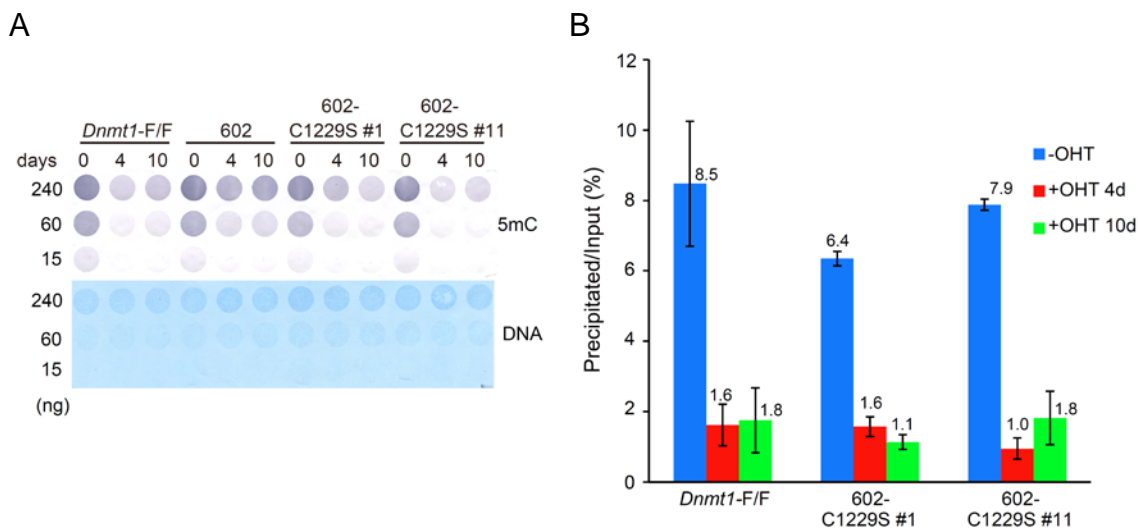 A
Dnmt1-F/F 602 602-C1229S #1 602-C1229S #11
days 0 4 10 0 4 10 0 4 10 0 4 10
240
60 5mC
15
240
60 DNA
15
(ng)
B
Precipitated/Input (%)
12
10
8
6
4
2
0
8.5
1.6
1.8
6.4
1.6
1.1
7.9
1.0
1.8
-OHT
+OHT 4d
+OHT 10d
Dnmt1-F/F
602-
C1229S #1
602-
C1229S #11